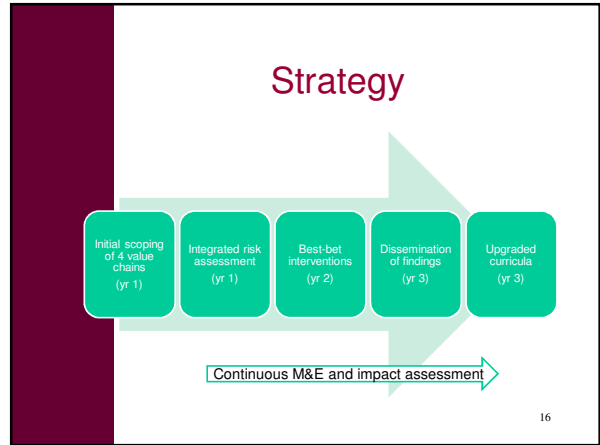 Strategy
Initial scoping
of 4 value
chains
(yr 1)
Integrated risk
assessment
(yr 1)
Best-bet
interventions
(yr 2)
Dissemination
of findings
(yr 3)
Upgraded
curricula
(yr 3)
Continuous M&E and impact assessment
16